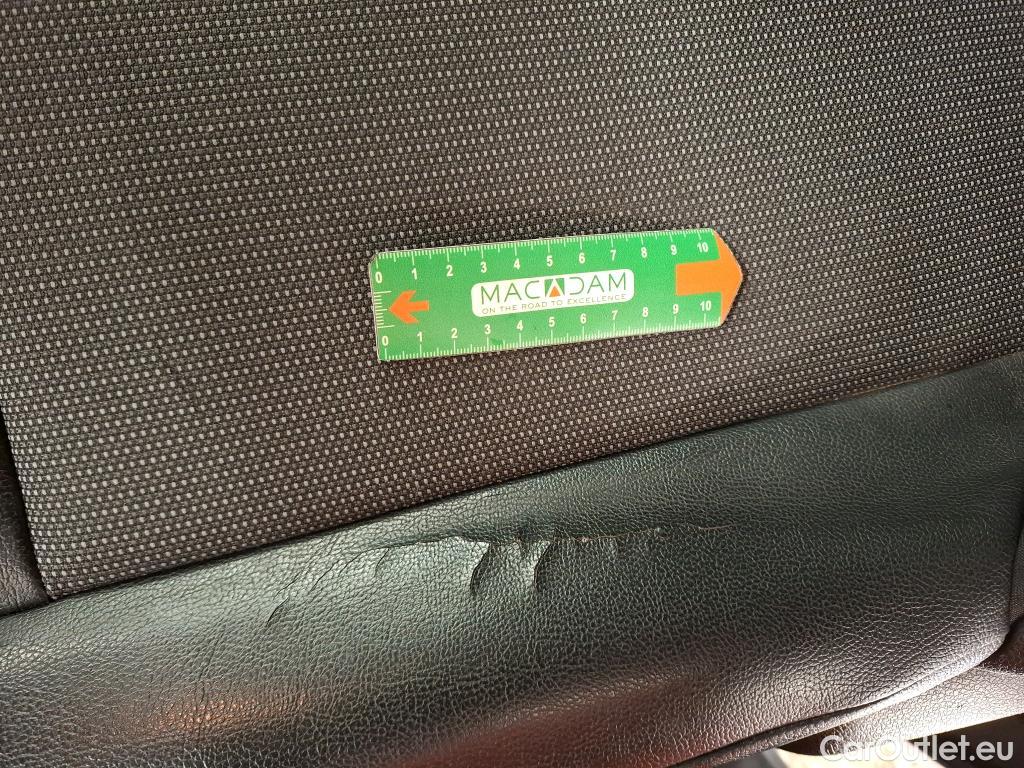 0 1 2 3 4 5 6 7 8 9 10
MACADAM
ON THE ROAD TO EXCELLENCE
0 1 2 3 4 5 6 7 8 9 10
CarOutlet.eu